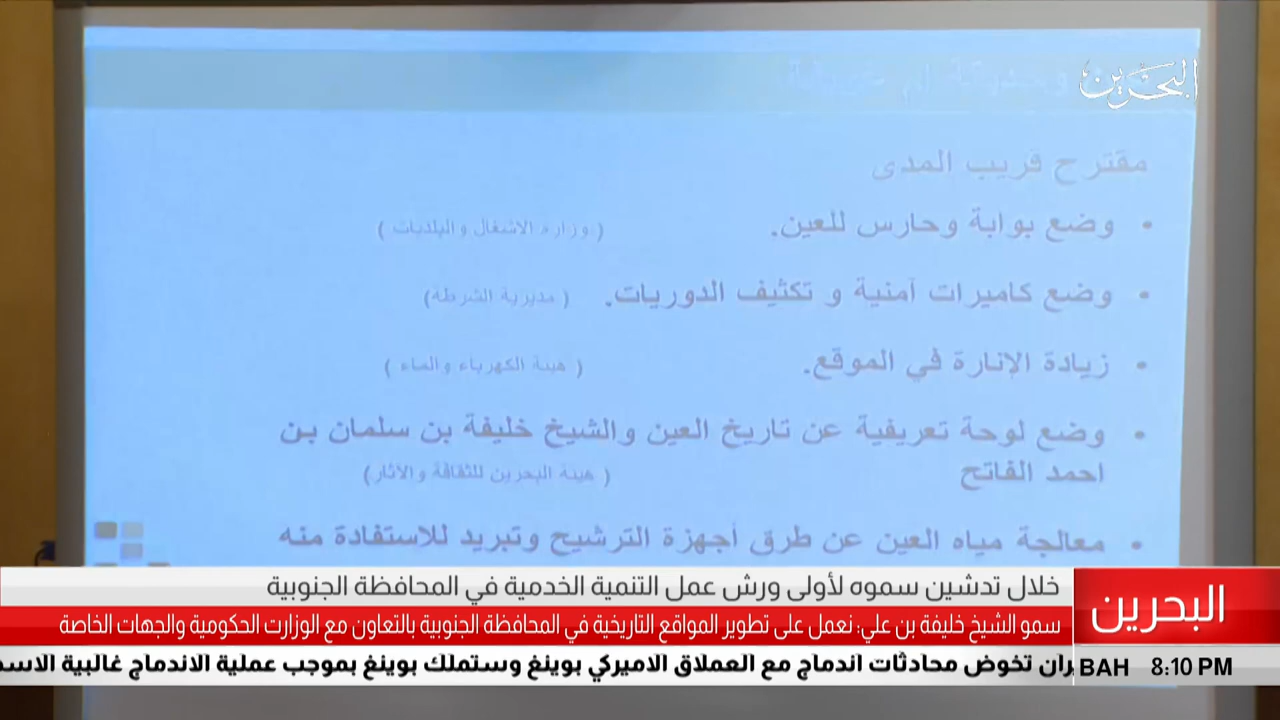 البحرين
مقترح قريب المدى
• وضع بوابة وحارس للعين. ( وزارة الاشغال والبلديات )
• وضع كاميرات آمنية و تكثيف الدوريات. ( مديرية الشرطة)
• زيادة الإنارة في الموقع. ( هيئة الكهرباء والماء )
• وضع لوحة تعريفية عن تاريخ العين والشيخ خليفة بن سلمان بن
احمد الفاتح ( هيئة البحرين للثقافة والاثار)
• معالجة مياه العين عن طرق أجهزة الترشيح وتبريد للاستفادة منه
خلال تدشين سموه لأولى ورش عمل التنمية الخدمية في المحافظة الجنوبية
البحرين
سمو الشيخ خليفة بن علي: نعمل على تطوير المواقع التاريخية في المحافظة الجنوبية بالتعاون مع الوزارت الحكومية والجهات الخاصة
تخوض محادثات اندماج مع العملاق الاميركي بوينغ وستملك بوينغ بموجب عملية الاندماج غالبية
BAH 8:10 PM